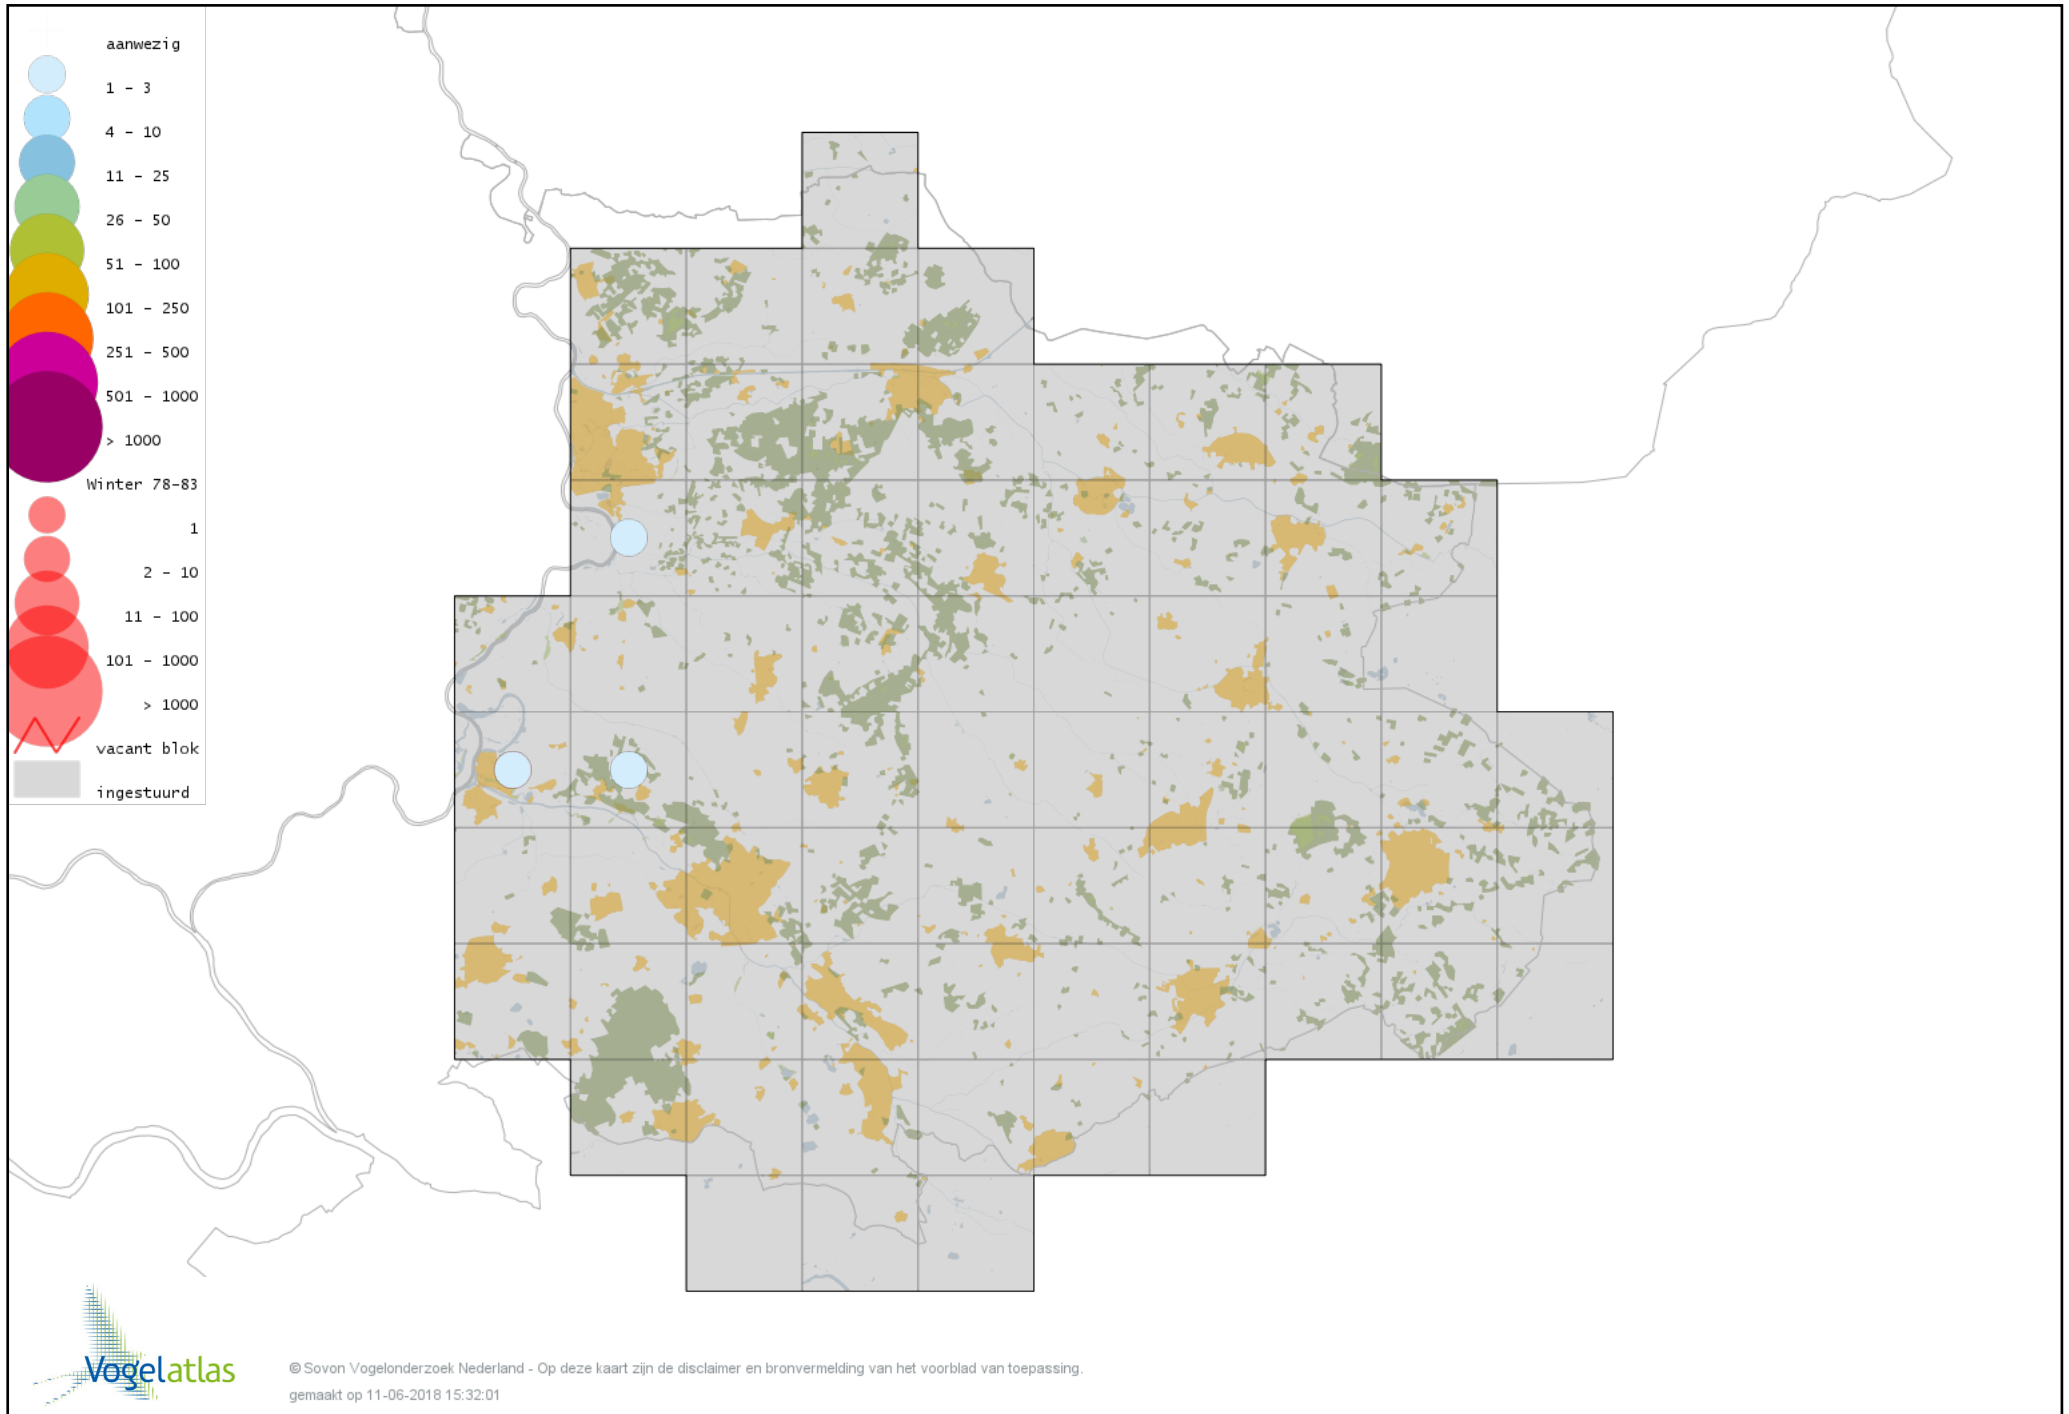 aanwezig
1 - 3
4 - 10
11 - 25
26 - 50
51 - 100
101 - 250
251 - 500
501 - 1000
> 1000
Winter 78-83
1
2 - 10
11 - 100
101 - 1000
> 1000
vacant blok
ingestuurd
Vogelatlas
© Sovon Vogelonderzoek Nederland - Op deze kaart zijn de disclaimer en bronvermelding van het voorblad van toepassing.
gemaakt op 11-06-2018 15:32:01